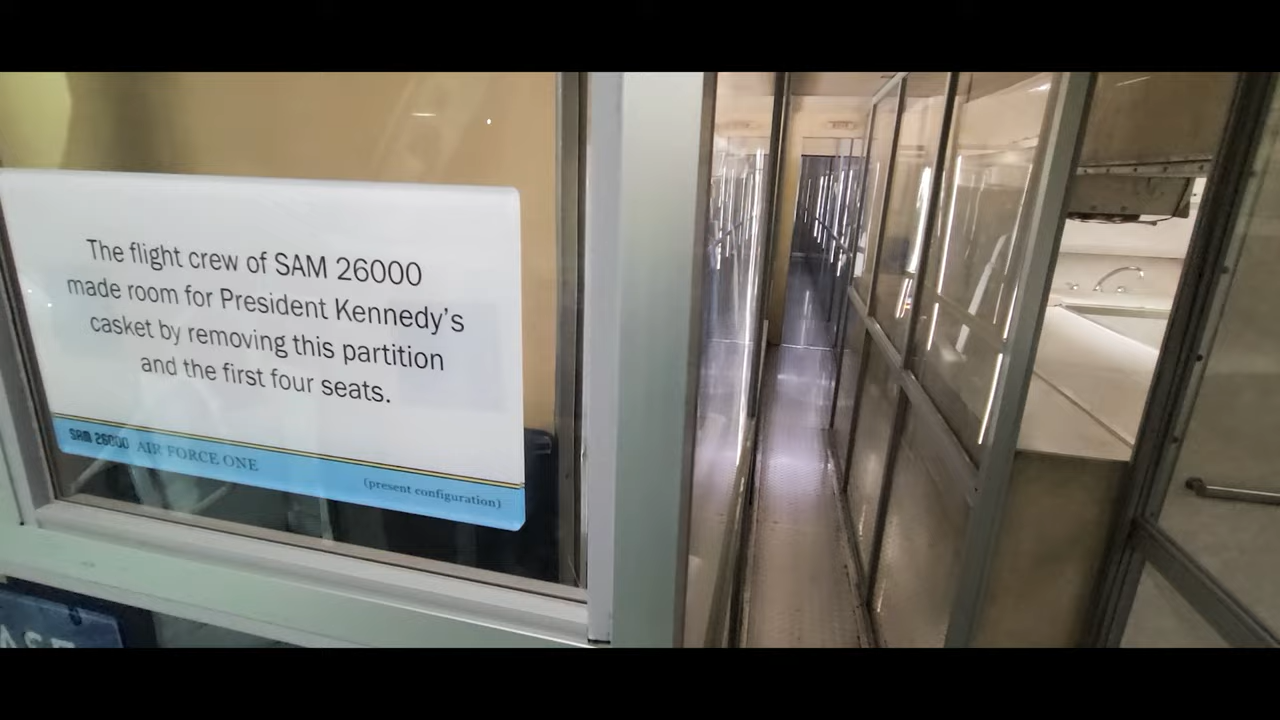 The flight crew of SAM 26000
made room for President Kennedy's
casket by removing this partition
and the first four seats.
SAM 26000 AIR FORCE ONE
(present configuration)